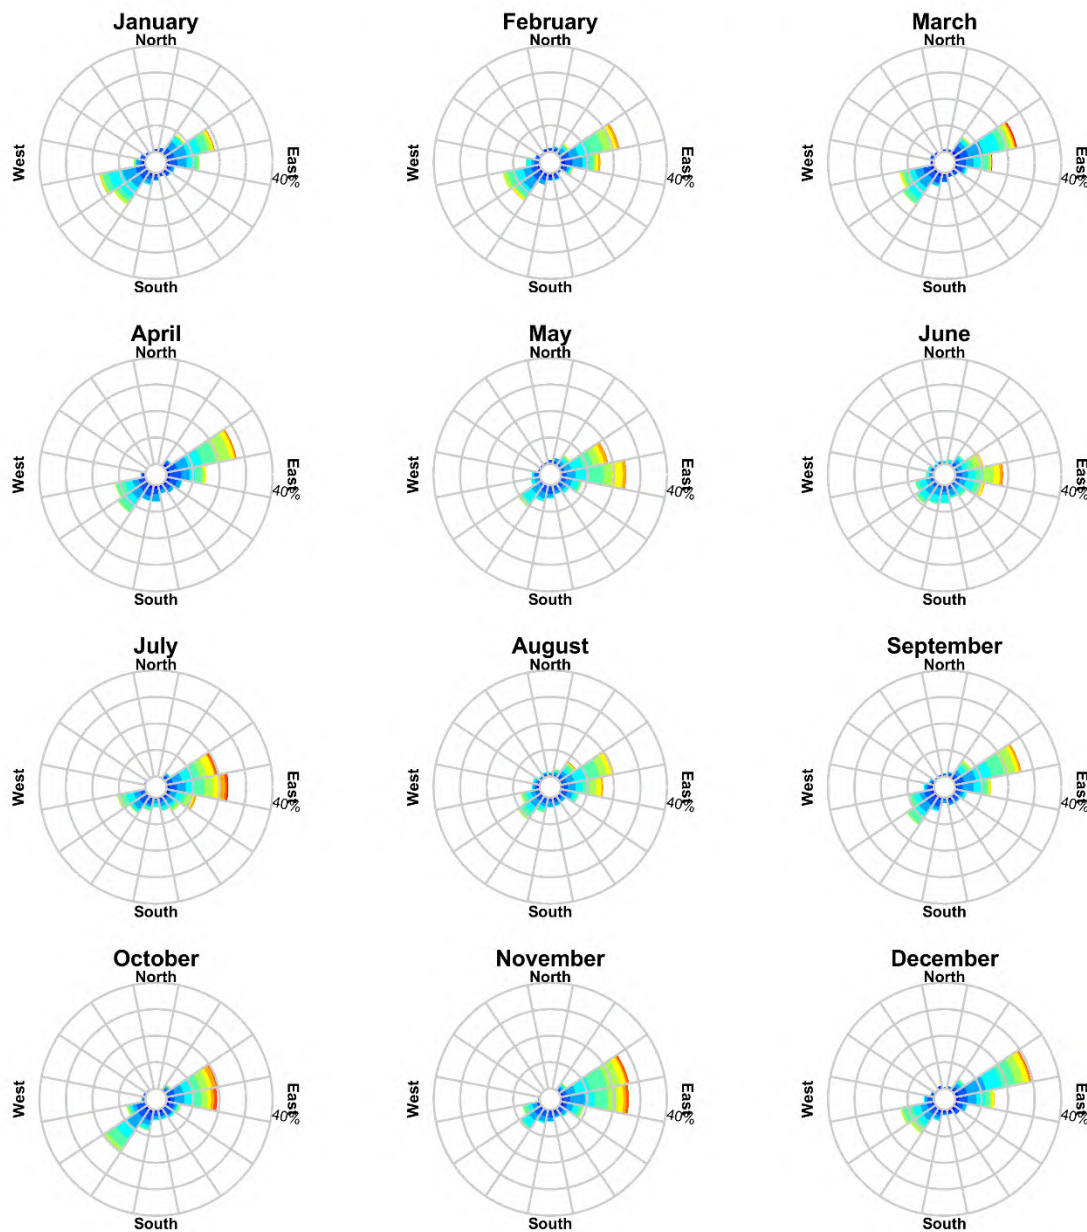 January
North
West
East
40%
South
February
North
West
East
40%
South
March
North
West
East
40%
South
April
North
West
East
40%
South
May
North
West
East
40%
South
June
North
West
East
40%
South
July
North
West
East
40%
South
August
North
West
East
40%
South
September
North
West
East
40%
South
October
North
West
East
40%
South
November
North
West
East
40%
South
December
North
West
East
40%
South